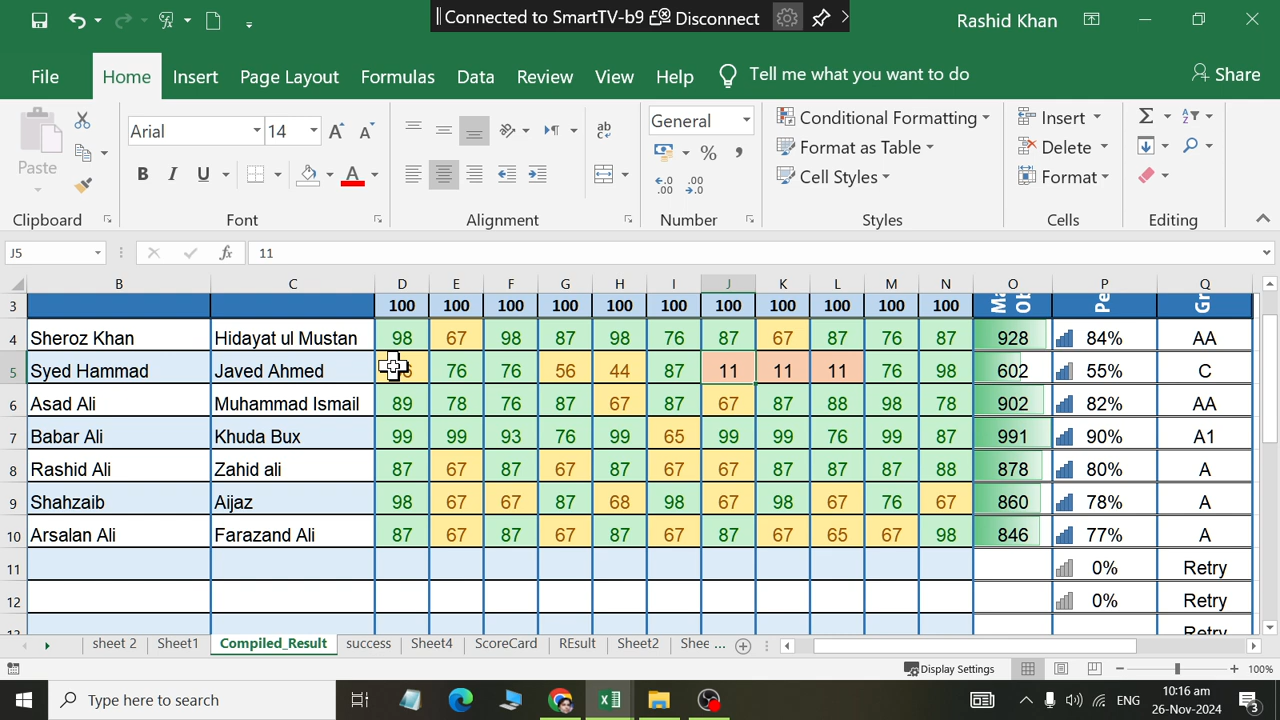 Connected to SmartTV-b9 Disconnect
Rashid Khan
File Home Insert Page Layout Formulas Data Review View Help Tell me what you want to do Share
Paste
Arial 14
B I U A
ab
General
% ,
Conditional Formatting
Format as Table
Cell Styles
Insert
Delete
Format
Clipboard Font Alignment Number Styles Cells Editing
J5 fx 11
B C D E F G H I J K L M N O P Q
3 100 100 100 100 100 100 100 100 100 100 100 Ma Ob Pe Gr
4 Sheroz Khan Hidayat ul Mustan 98 67 98 87 98 76 87 67 87 76 87 928 84% AA
5 Syed Hammad Javed Ahmed 76 76 56 44 87 11 11 11 76 98 602 55% C
6 Asad Ali Muhammad Ismail 89 78 76 87 67 87 67 87 88 98 78 902 82% AA
7 Babar Ali Khuda Bux 99 99 93 76 99 65 99 99 76 99 87 991 90% A1
8 Rashid Ali Zahid ali 87 67 87 67 87 67 67 87 87 87 88 878 80% A
9 Shahzaib Aijaz 98 67 67 87 68 98 67 98 67 76 67 860 78% A
10 Arsalan Ali Farazand Ali 87 67 87 67 87 67 87 67 65 67 98 846 77% A
11 0% Retry
12 0% Retry
13 Retry
sheet 2 Sheet1 Compiled_Result success Sheet4 ScoreCard REsult Sheet2 Shee ...
Display Settings 100%
Type here to search
ENG
10:16 am
26-Nov-2024
3